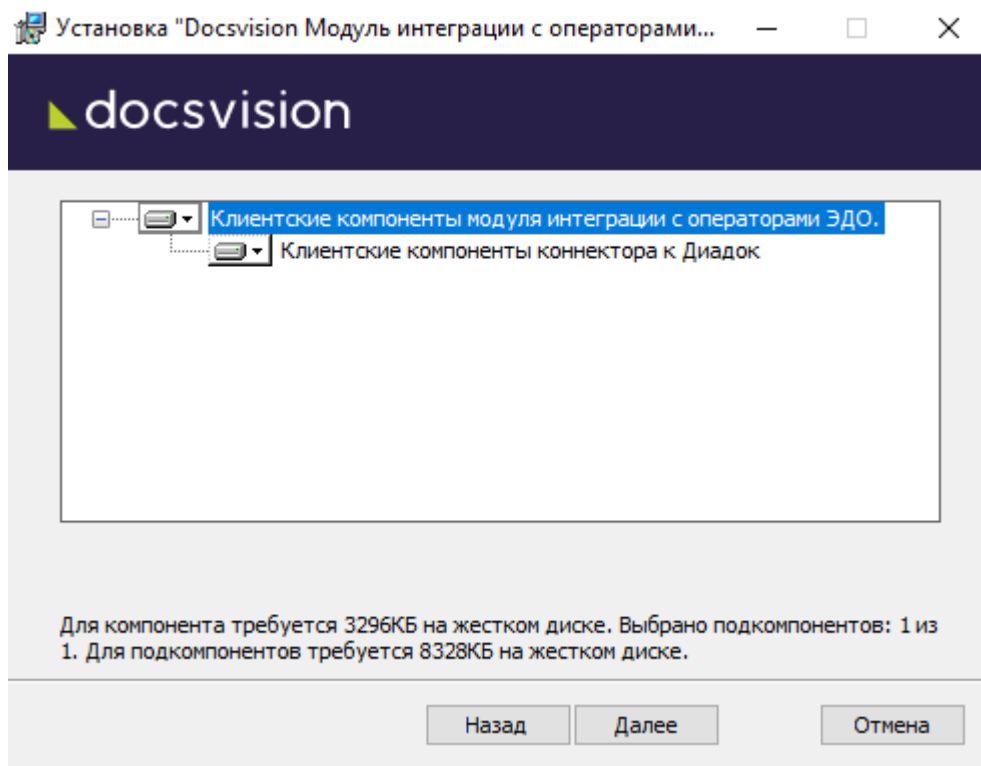 Установка "Docsvision Модуль интеграции с операторами...
docsvision
Клиентские компоненты модуля интеграции с операторами ЭДО.
Клиентские компоненты коннектора к Диадок
Для компонента требуется 3296КБ на жестком диске. Выбрано подкомпонентов: 1 из
1. Для подкомпонентов требуется 8328КБ на жестком диске.
Назад Далее Отмена